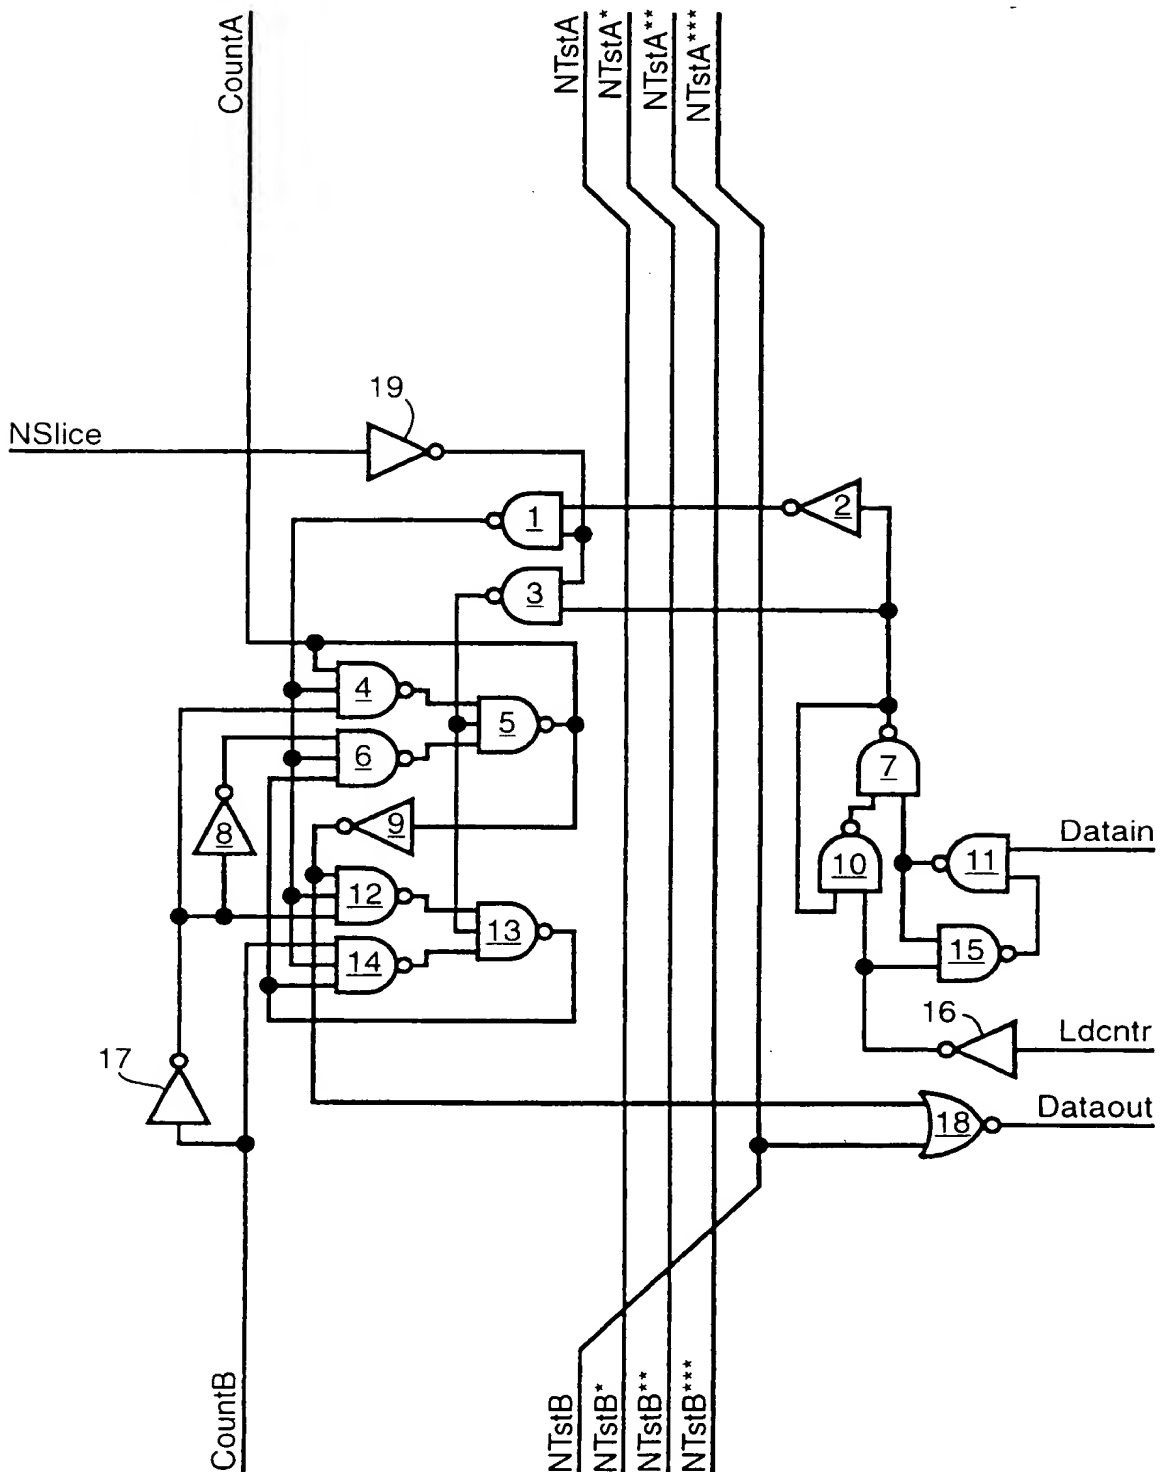 CountA
NTstA
NTstA*
NTstA**
NTstA***
19
NSlice
1
2
3
4
5
6
7
8
9
10
11
Datain
12
13
14
15
16
Ldcntr
17
18
Dataout
CountB
NTstB
NTstB*
NTstB**
NTstB***